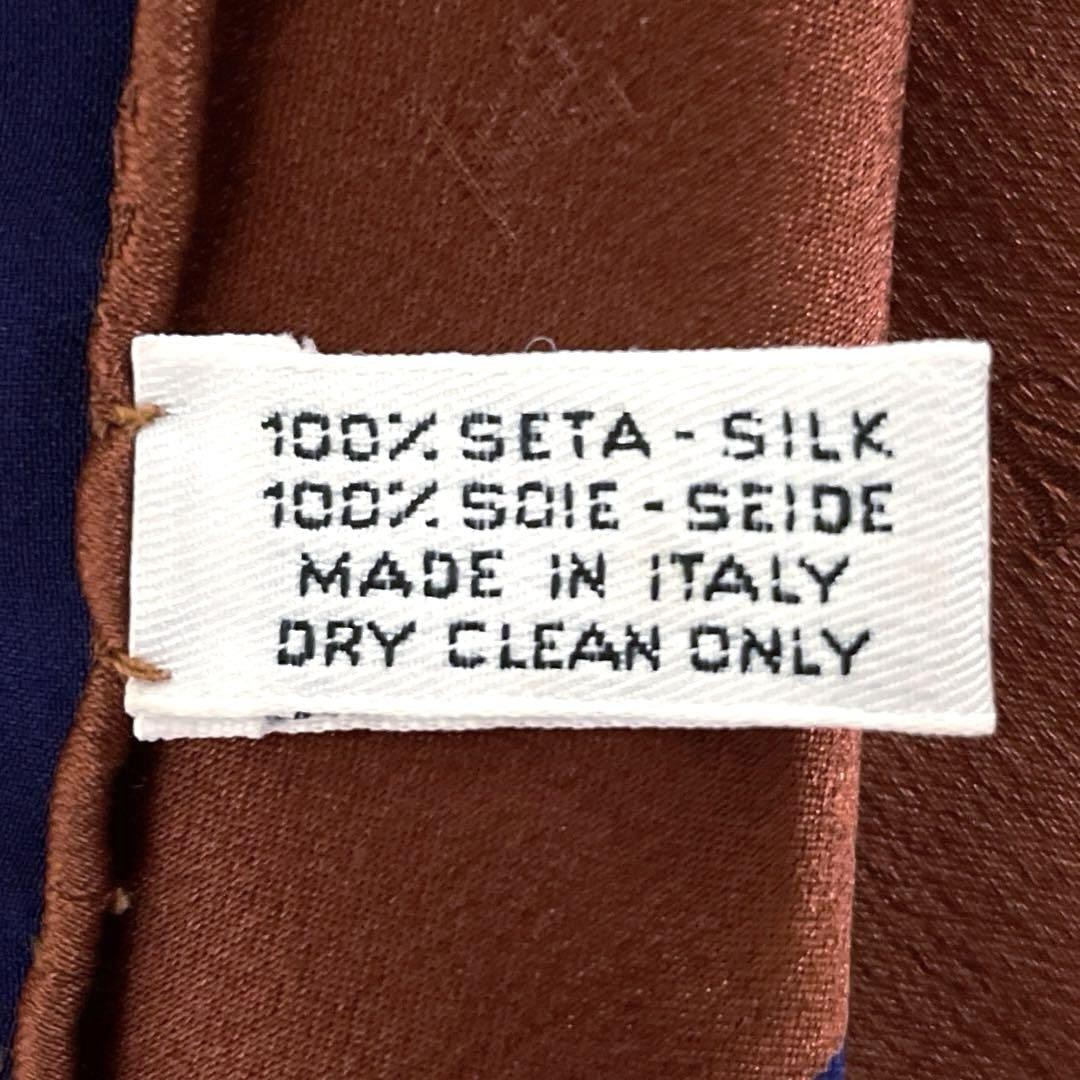 100% SETA - SILK
100% SOIE - SEIDE
MADE IN ITALY
DRY CLEAN ONLY